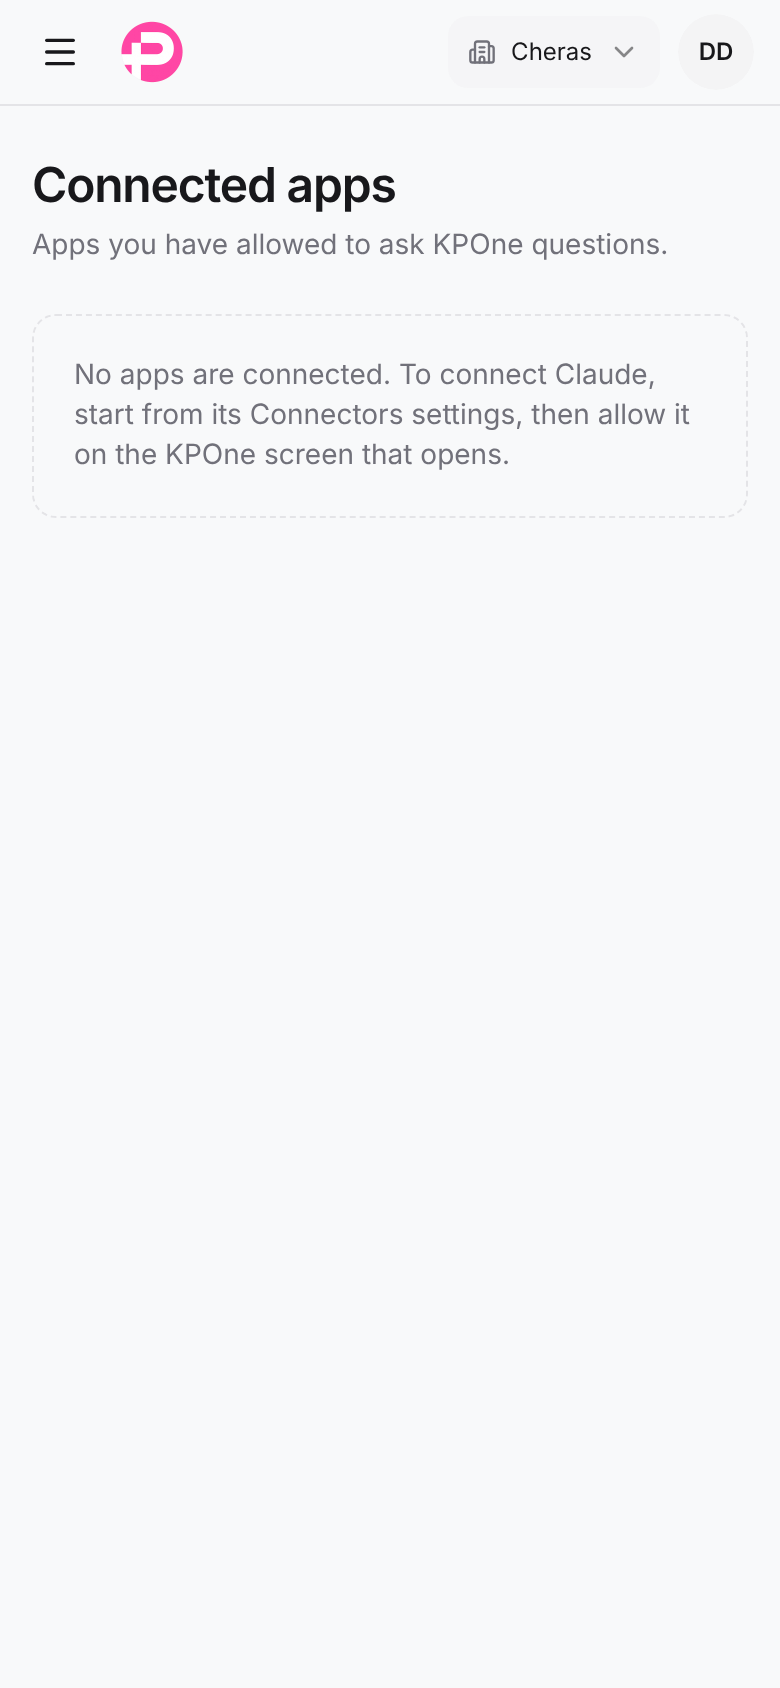 Cheras
DD
Connected apps
Apps you have allowed to ask KPOne questions.
No apps are connected. To connect Claude,
start from its Connectors settings, then allow it
on the KPOne screen that opens.